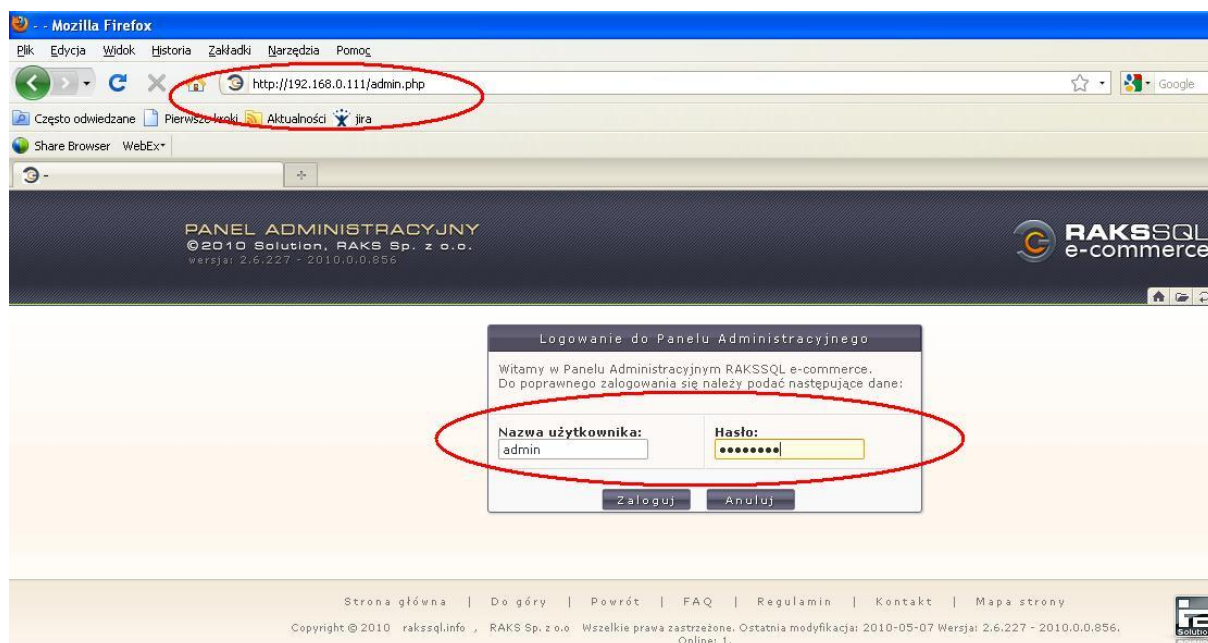 - - Mozilla Firefox
Plik Edycja Widok Historia Zakładki Narzędzia Pomoc
http://192.168.0.111/admin.php
Google
Często odwiedzane Pierwsze kroki Aktualności jira
Share Browser WebEx
-
PANEL ADMINISTRACYJNY
©2010 Solution, RAKS Sp. z o.o.
wersja: 2.6.227 - 2010.0.0.856
RAKSSQL
e-commerce
Logowanie do Panelu Administracyjnego
Witamy w Panelu Administracyjnym RAKSSQL e-commerce.
Do poprawnego zalogowania się należy podać następujące dane:
Nazwa użytkownika: Hasło:
admin ••••••••
Zaloguj Anuluj
Strona główna | Do góry | Powrót | FAQ | Regulamin | Kontakt | Mapa strony
Copyright © 2010 rakssql.info , RAKS Sp. z o.o Wszelkie prawa zastrzeżone. Ostatnia modyfikacja: 2010-05-07 Wersja: 2.6.227 - 2010.0.0.856.
Online: 1.